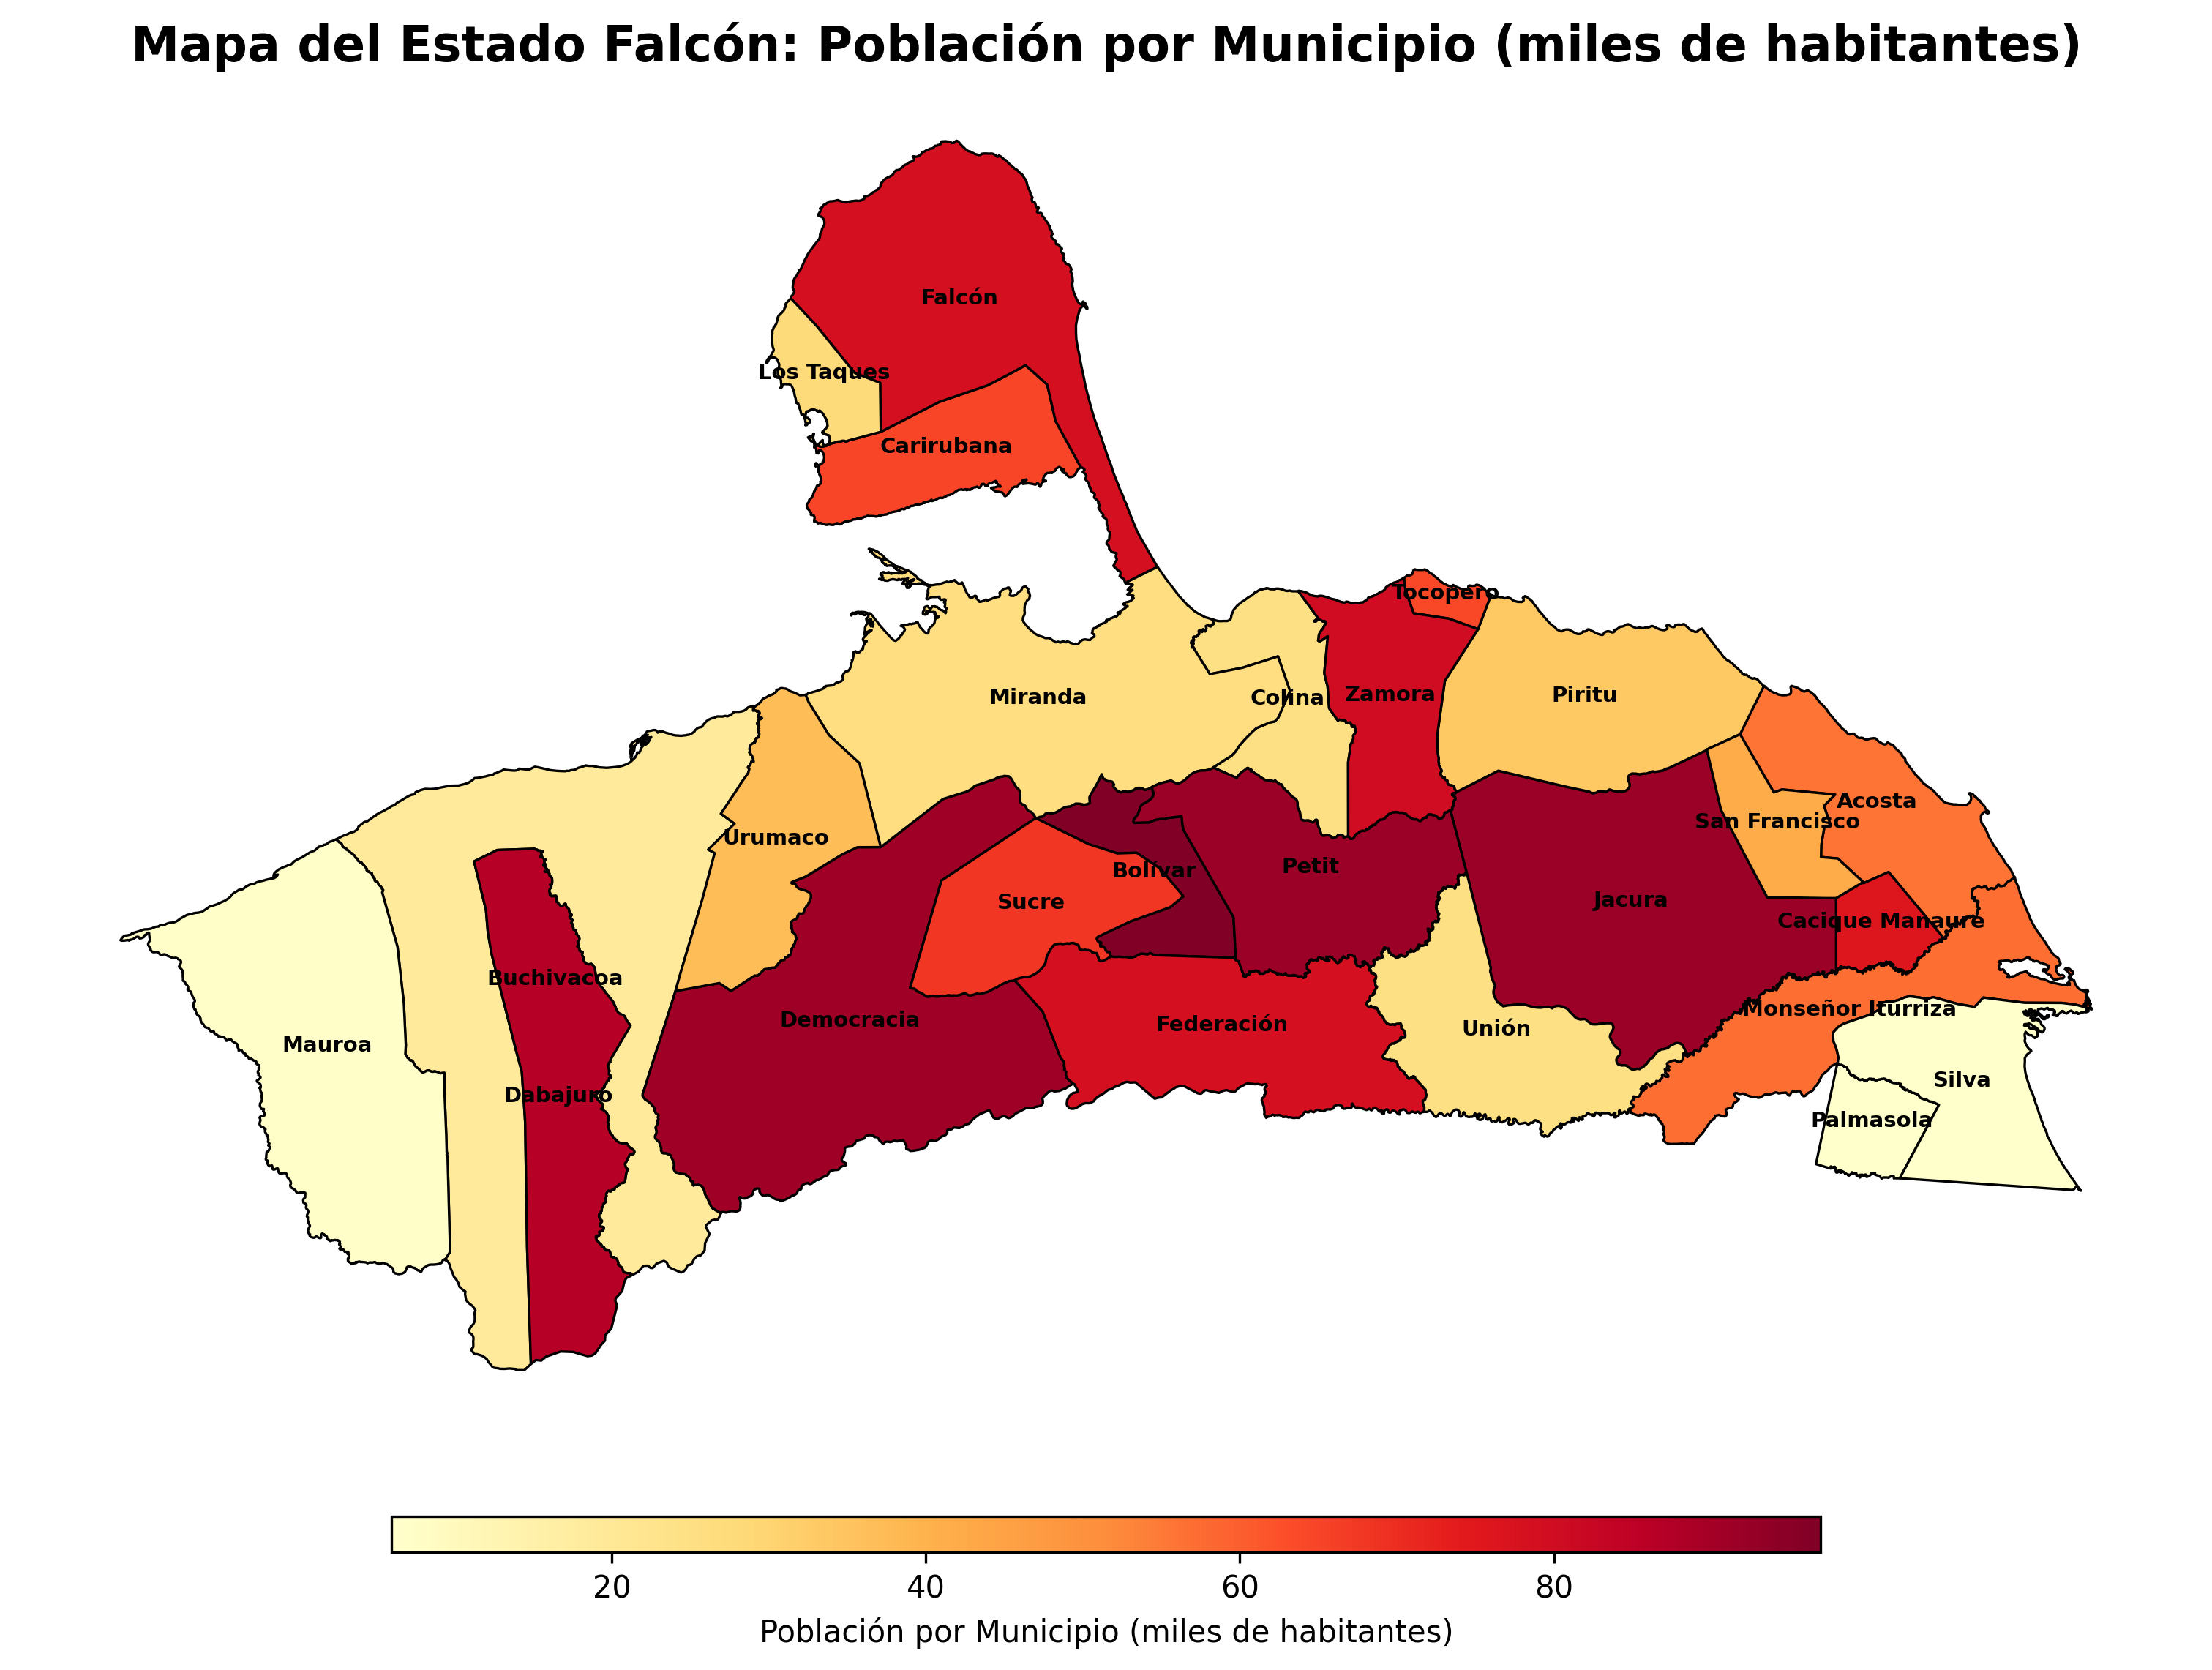 Mapa del Estado Falcón: Población por Municipio (miles de habitantes)
Falcón
Los Taques
Carirubana
Tocopero
Miranda
Colina
Zamora
Piritu
Urumaco
Acosta
San Francisco
Bolívar
Petit
Sucre
Jacura
Cacique Manaure
Buchivacoa
Democracia
Federación
Unión
Monseñor Iturriza
Mauroa
Silva
Dabajuro
Palmasola
20 40 60 80
Población por Municipio (miles de habitantes)